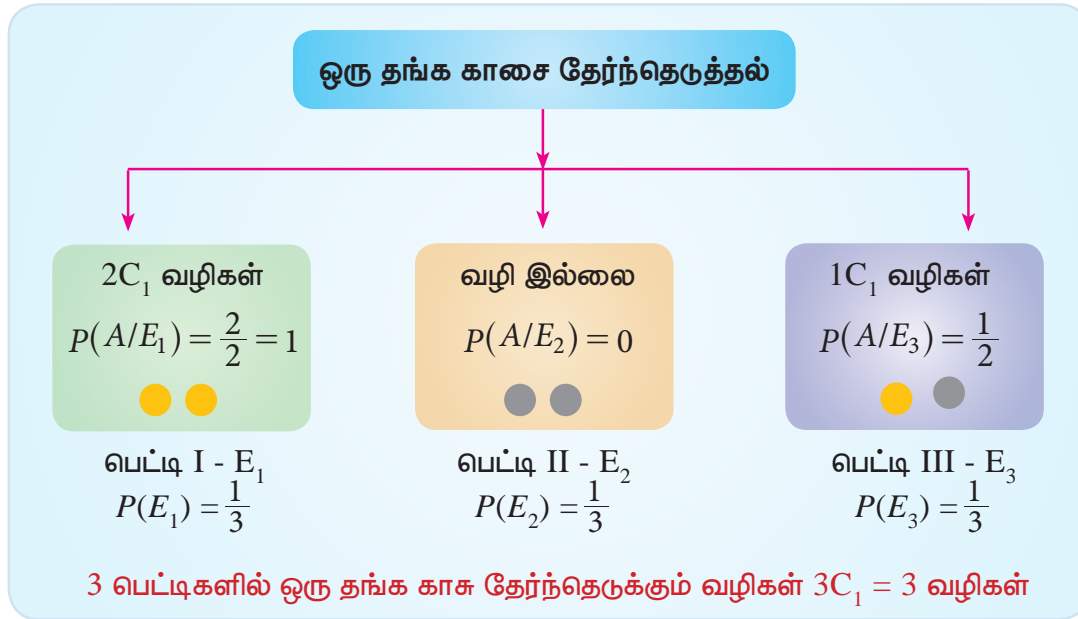 ஒரு தங்க காசை தேர்ந்தெடுத்தல்
2C₁ வழிகள்
P(A/E₁) = 2/2 = 1
பெட்டி I - E₁
P(E₁) = 1/3
வழி இல்லை
P(A/E₂) = 0
பெட்டி II - E₂
P(E₂) = 1/3
1C₁ வழிகள்
P(A/E₃) = 1/2
பெட்டி III - E₃
P(E₃) = 1/3
3 பெட்டிகளில் ஒரு தங்க காசு தேர்ந்தெடுக்கும் வழிகள் 3C₁ = 3 வழிகள்